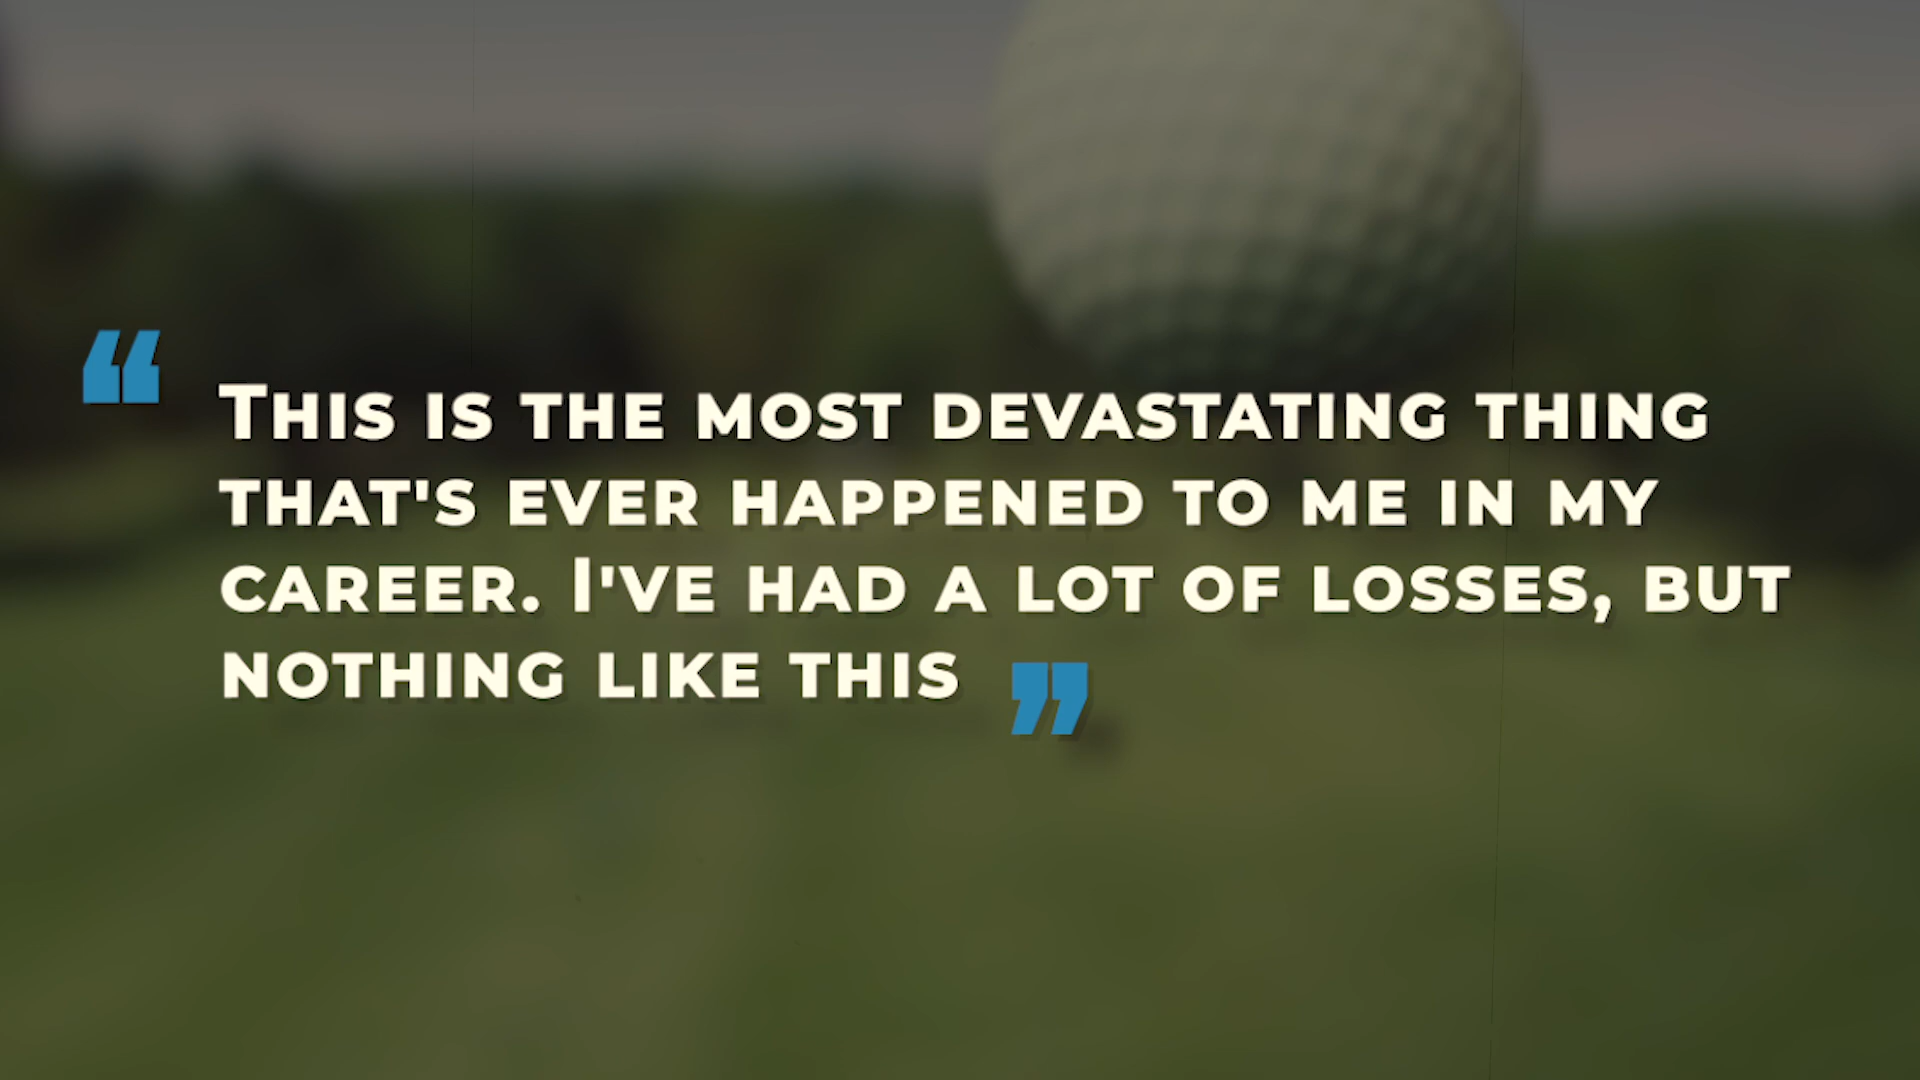 “ This is the most devastating thing
that's ever happened to me in my
career. I've had a lot of losses, but
nothing like this ”